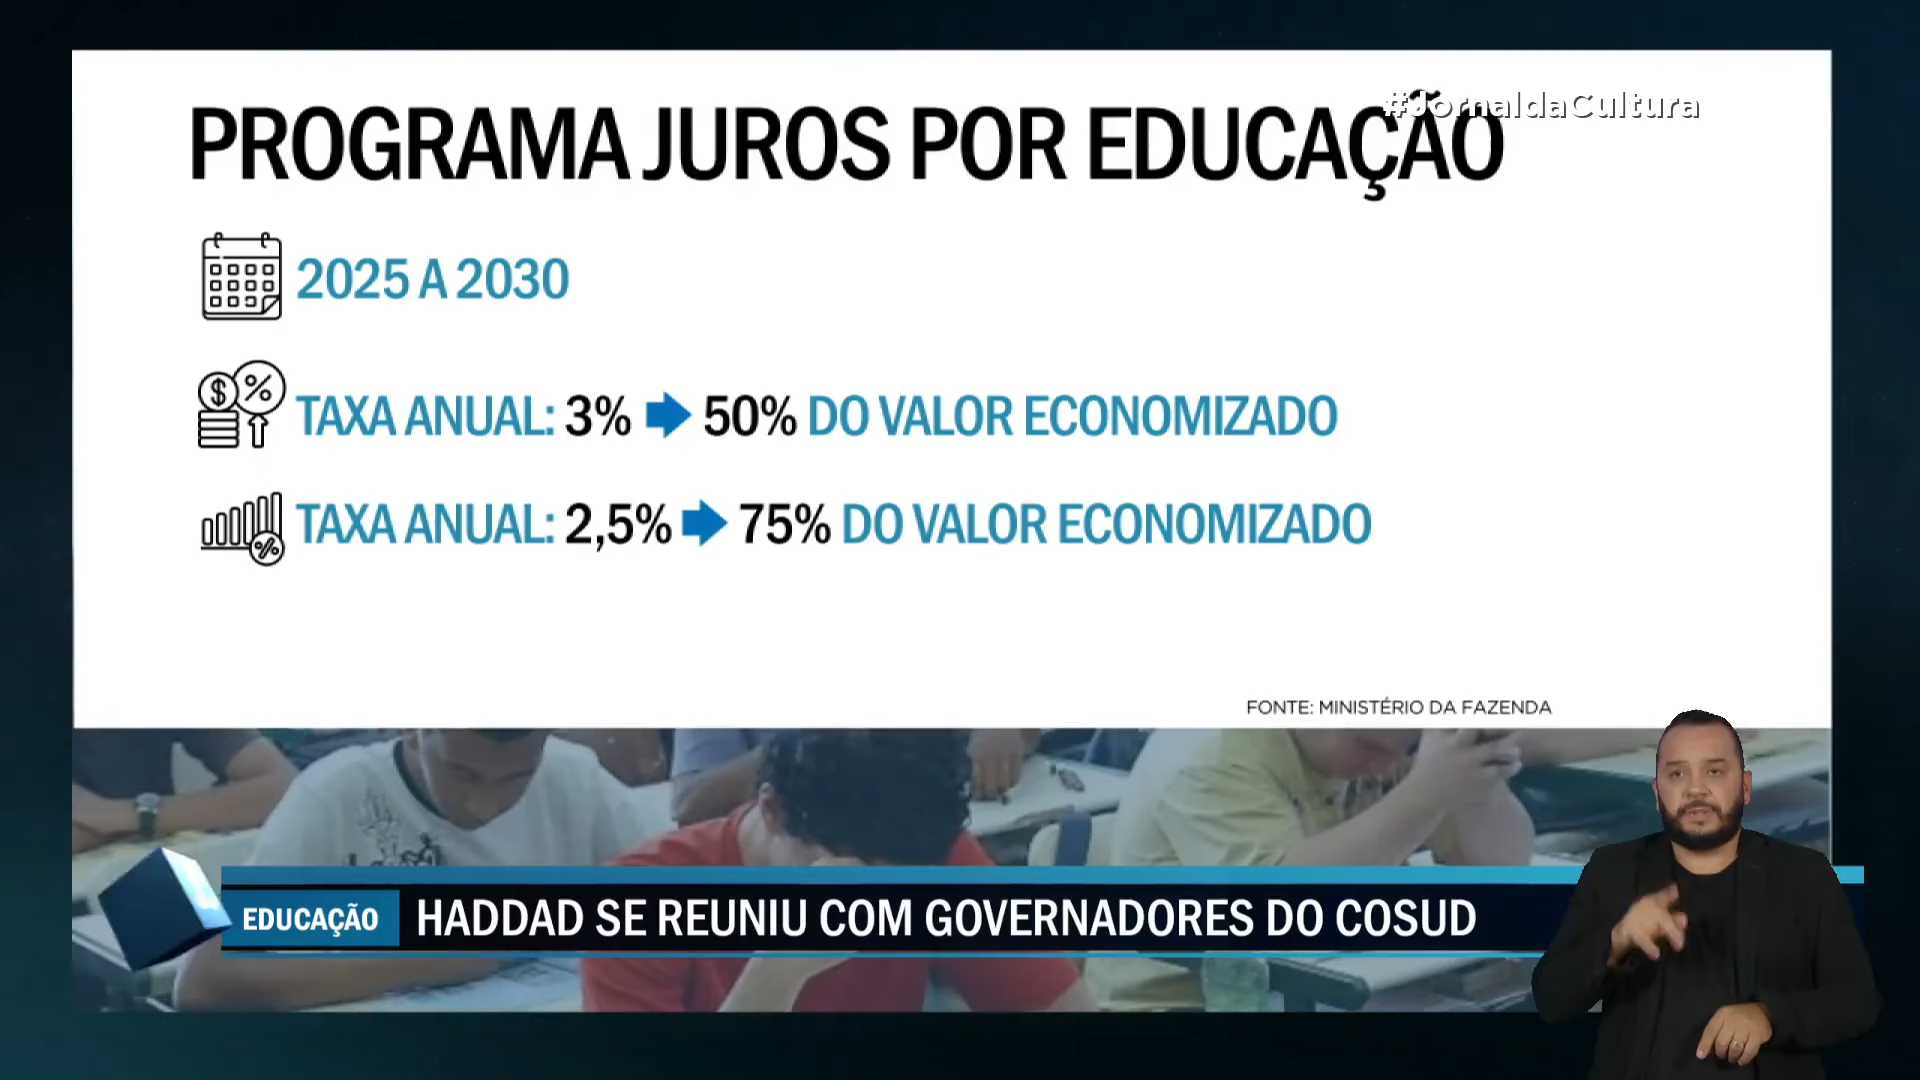 #JornaldaCultura
PROGRAMA JUROS POR EDUCAÇÃO
2025 A 2030
$ % TAXA ANUAL: 3% 50% DO VALOR ECONOMIZADO
% TAXA ANUAL: 2,5% 75% DO VALOR ECONOMIZADO
FONTE: MINISTÉRIO DA FAZENDA
EDUCAÇÃO HADDAD SE REUNIU COM GOVERNADORES DO COSUD